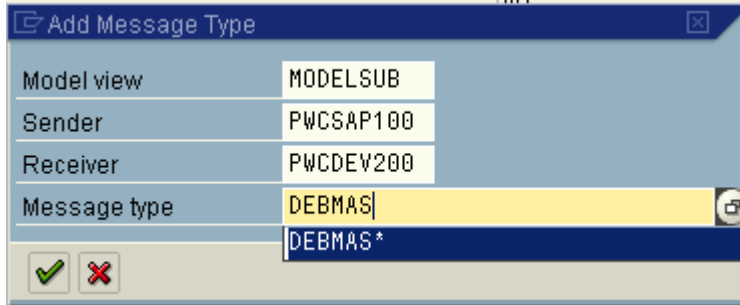 Add Message Type
Model view MODELSUB
Sender PWCSAP100
Receiver PWCDEV200
Message type DEBMAS
DEBMAS*